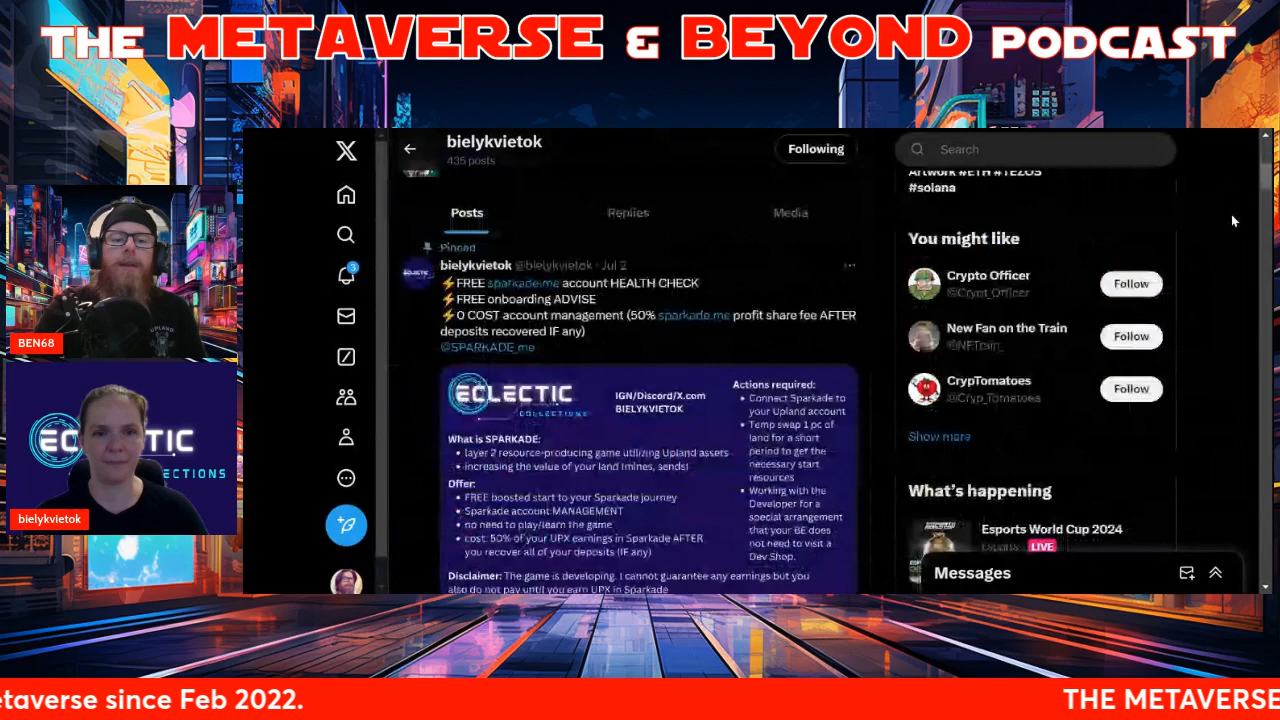 THE METAVERSE & BEYOND PODCAST
bielykvietok
435 posts
Following
Search
Artwork #ETH #TEZOS
#solana
Posts
Replies
Media
Pinned
bielykvietok @bielykvietok · Jul 2
⚡FREE sparkade.me account HEALTH CHECK
⚡FREE onboarding ADVISE
⚡0 COST account management (50% sparkade.me profit share fee AFTER
deposits recovered IF any)
@SPARKADE_me
ECLECTIC
COLLECTIONS
IGN/Discord/X.com
BIELYKVIETOK
What is SPARKADE:
• layer 2 resource-producing game utilizing Upland assets
• increasing the value of your land (mines, sends)
Offer:
• FREE boosted start to your Sparkade journey
• Sparkade account MANAGEMENT
• no need to play/learn the game
• cost: 50% of your UPX earnings in Sparkade AFTER
you recover all of your deposits (IF any)
Disclaimer: The game is developing. I cannot guarantee any earnings but you
also do not pay until you earn UPX in Sparkade
Actions required:
• Connect Sparkade to
your Upland account
• Temp swap 1 pc of
land for a short
period to get the
necessary start
resources
• Working with the
Developer for a
special arrangement
that your BE does
not need to visit a
Dev Shop.
You might like
Crypto Officer
@Crypt_Officer
Follow
New Fan on the Train
@NFTrain_
Follow
CrypTomatoes
@Cryp_Tomatoes
Follow
Show more
What's happening
Esports World Cup 2024
Esports LIVE
Messages
3
UPLAND
BEN68
EC TIC
ECTIONS
bielykvietok
etaverse since Feb 2022.
THE METAVERSE